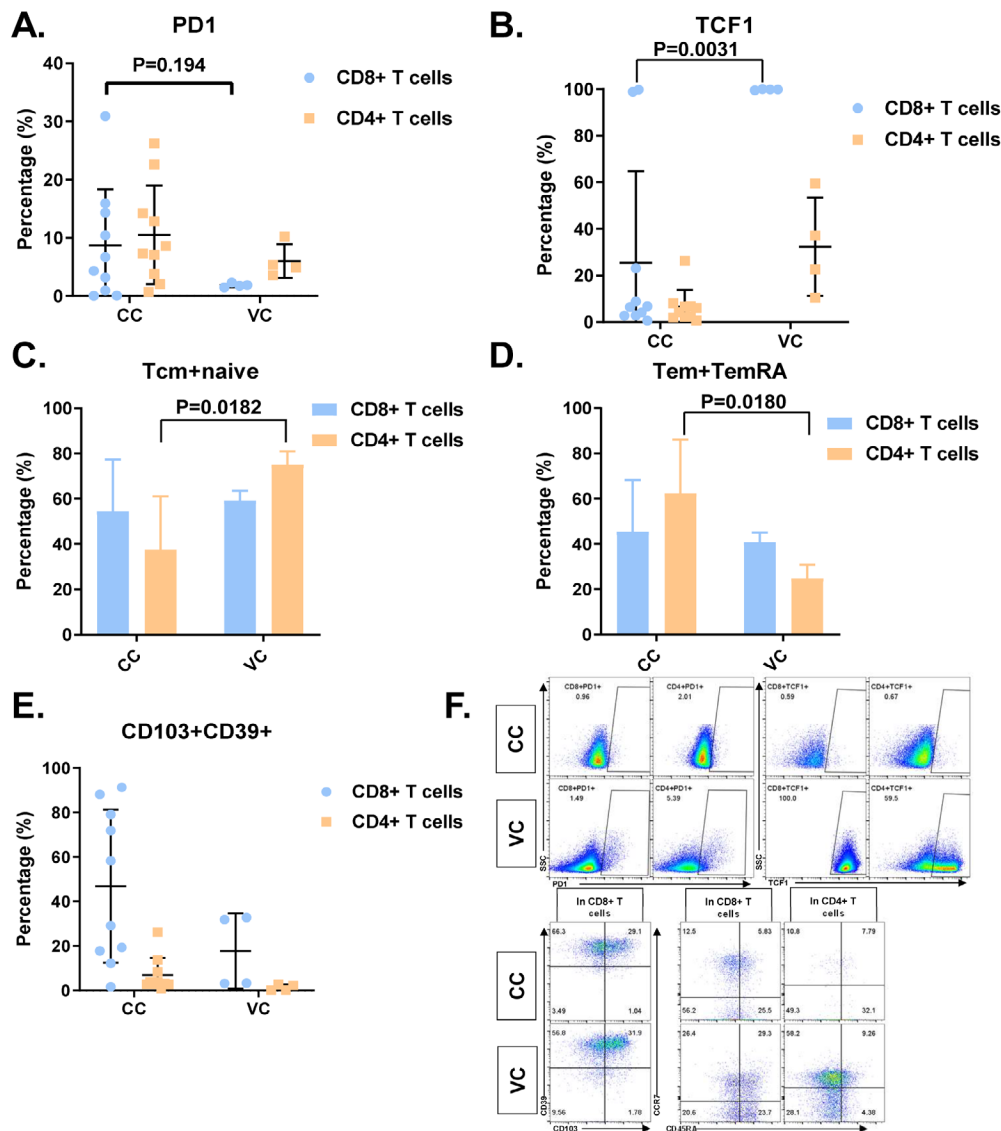 A.
PD1
P=0.194
CD8+ T cells
CD4+ T cells
Percentage (%)
40
30
20
10
0
CC
VC
B.
TCF1
P=0.0031
CD8+ T cells
CD4+ T cells
Percentage (%)
100
80
60
40
20
0
CC
VC
C.
Tcm+naive
P=0.0182
CD8+ T cells
CD4+ T cells
Percentage (%)
100
80
60
40
20
0
CC
VC
D.
Tem+TemRA
P=0.0180
CD8+ T cells
CD4+ T cells
Percentage (%)
100
80
60
40
20
0
CC
VC
E.
CD103+CD39+
CD8+ T cells
CD4+ T cells
Percentage (%)
100
80
60
40
20
0
CC
VC
F.
CC
CD8+PD1+
0.96
CD4+PD1+
2.01
CD8+TCF1+
0.59
CD4+TCF1+
0.67
VC
CD8+PD1+
1.49
CD4+PD1+
5.39
CD8+TCF1+
100.0
CD4+TCF1+
59.5
SSC
PD1
SSC
TCF1
In CD8+ T
cells
In CD8+ T
cells
In CD4+ T
cells
CC
66.3 29.1
3.49 1.04
12.5 5.83
56.2 25.5
10.8 7.79
49.3 32.1
VC
56.8 31.9
9.56 1.78
26.4 29.3
20.6 23.7
58.2 9.26
28.1 4.38
CD39
CD103
CCR7
CD45RA